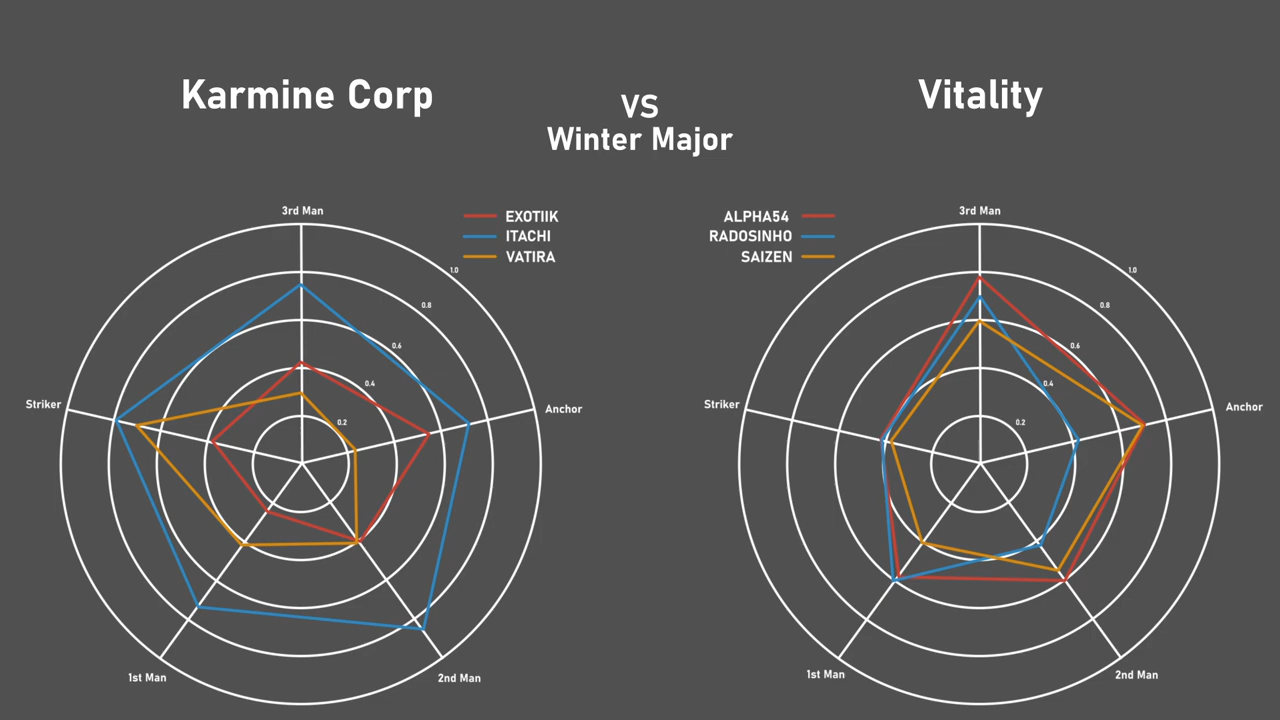 Karmine Corp
VS
Winter Major
Vitality
3rd Man
EXOTIIK
ITACHI
VATIRA
1.0
0.8
0.6
0.4
0.2
Striker
Anchor
1st Man
2nd Man
ALPHA54
RADOSINHO
SAIZEN
3rd Man
1.0
0.8
0.6
0.4
0.2
Striker
Anchor
1st Man
2nd Man